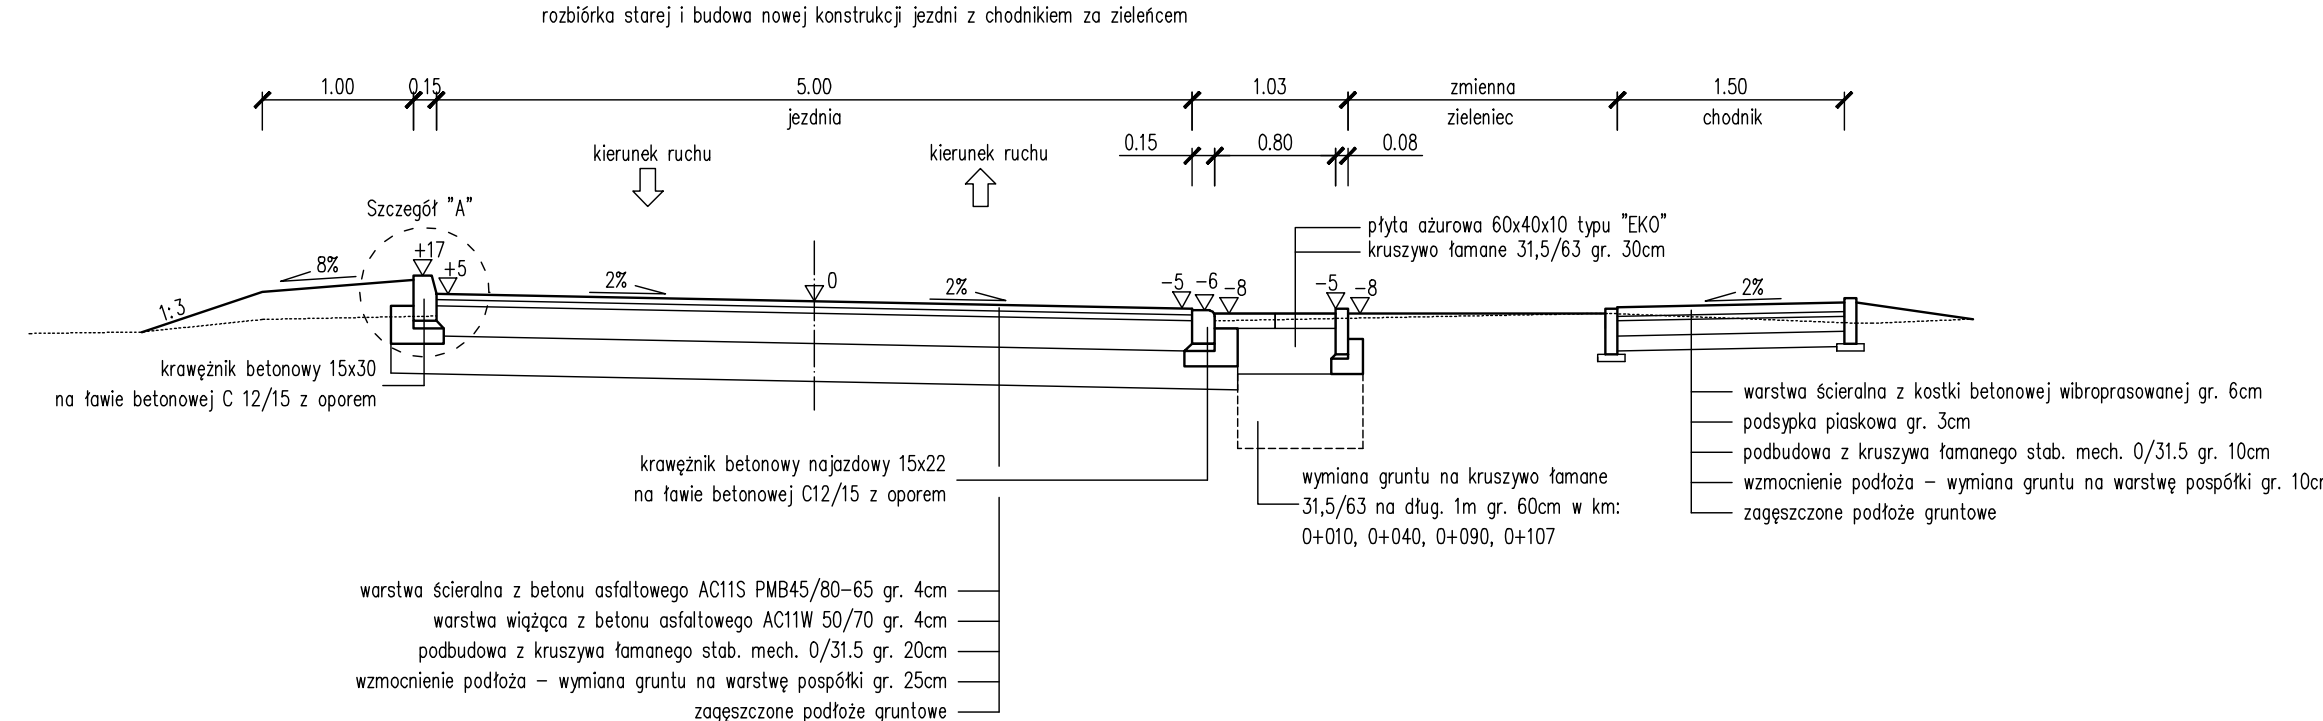 rozbiórka starej i budowa nowej konstrukcji jezdni z chodnikiem za zieleńcem
1.00 0.15 5.00 1.03 zmienna 1.50
jezdnia zieleniec chodnik
0.15 0.80 0.08
kierunek ruchu kierunek ruchu
Szczegół "A"
płyta ażurowa 60x40x10 typu "EKO"
kruszywo łamane 31,5/63 gr. 30cm
+17
8% +5 2% 0 2% -5 -6 -8 -5 -8 2%
1:3
krawężnik betonowy 15x30
na ławie betonowej C 12/15 z oporem
warstwa ścieralna z kostki betonowej wibroprasowanej gr. 6cm
podsypka piaskowa gr. 3cm
podbudowa z kruszywa łamanego stab. mech. 0/31.5 gr. 10cm
wzmocnienie podłoża - wymiana gruntu na warstwę pospółki gr. 10cm
zagęszczone podłoże gruntowe
krawężnik betonowy najazdowy 15x22
na ławie betonowej C12/15 z oporem
wymiana gruntu na kruszywo łamane
31,5/63 na dług. 1m gr. 60cm w km:
0+010, 0+040, 0+090, 0+107
warstwa ścieralna z betonu asfaltowego AC11S PMB45/80-65 gr. 4cm
warstwa wiążąca z betonu asfaltowego AC11W 50/70 gr. 4cm
podbudowa z kruszywa łamanego stab. mech. 0/31.5 gr. 20cm
wzmocnienie podłoża - wymiana gruntu na warstwę pospółki gr. 25cm
zagęszczone podłoże gruntowe